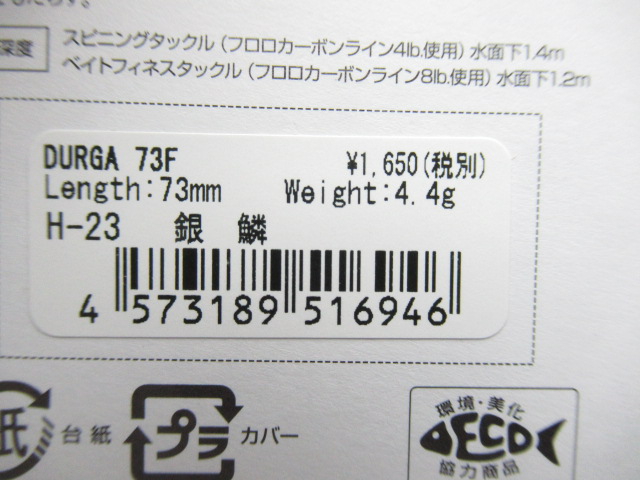 深度
スピニングタックル (フロロカーボンライン4lb.使用) 水面下1.4m
ベイトフィネスタックル (フロロカーボンライン8lb.使用) 水面下1.2m
DURGA 73F ¥1,650(税別)
Length:73mm Weight:4.4g
H-23 銀 鱗
4 573189 516946
紙 台紙
プラ カバー
環境・美化
ECO
協力商品